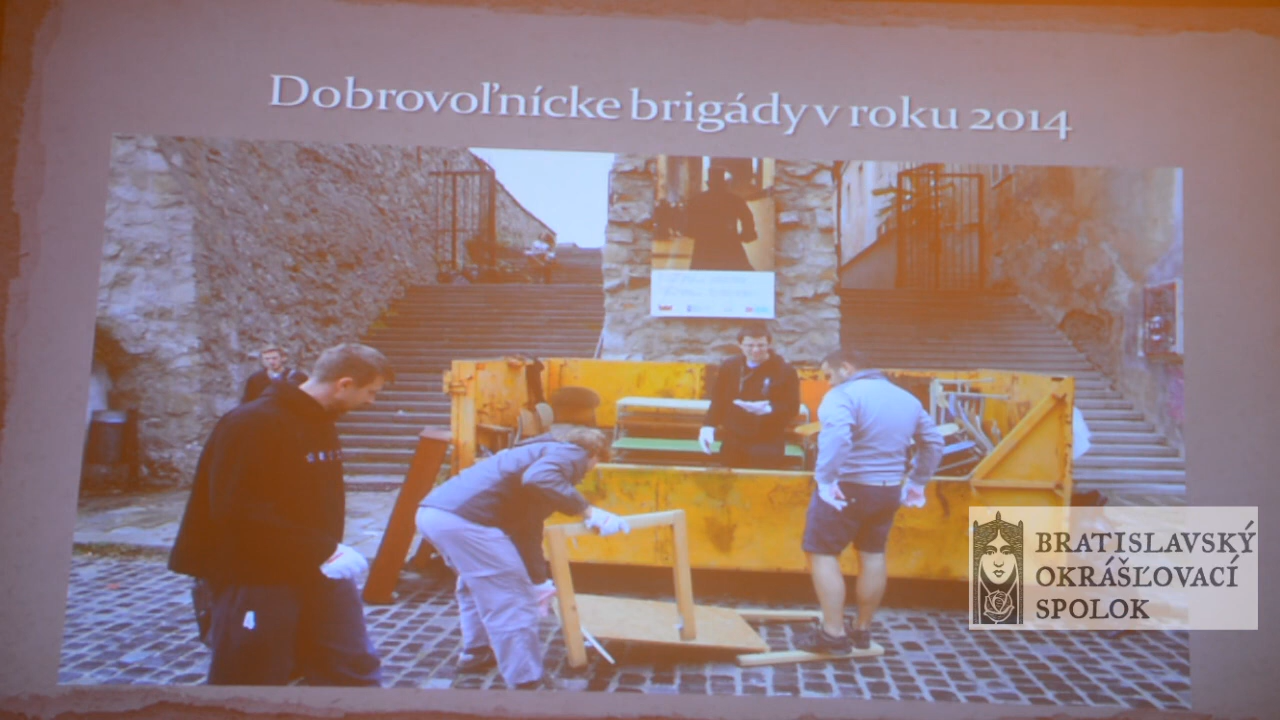 Dobrovoľnícke brigády v roku 2014
BRATISLAVSKÝ
OKRÁŠĽOVACÍ
SPOLOK